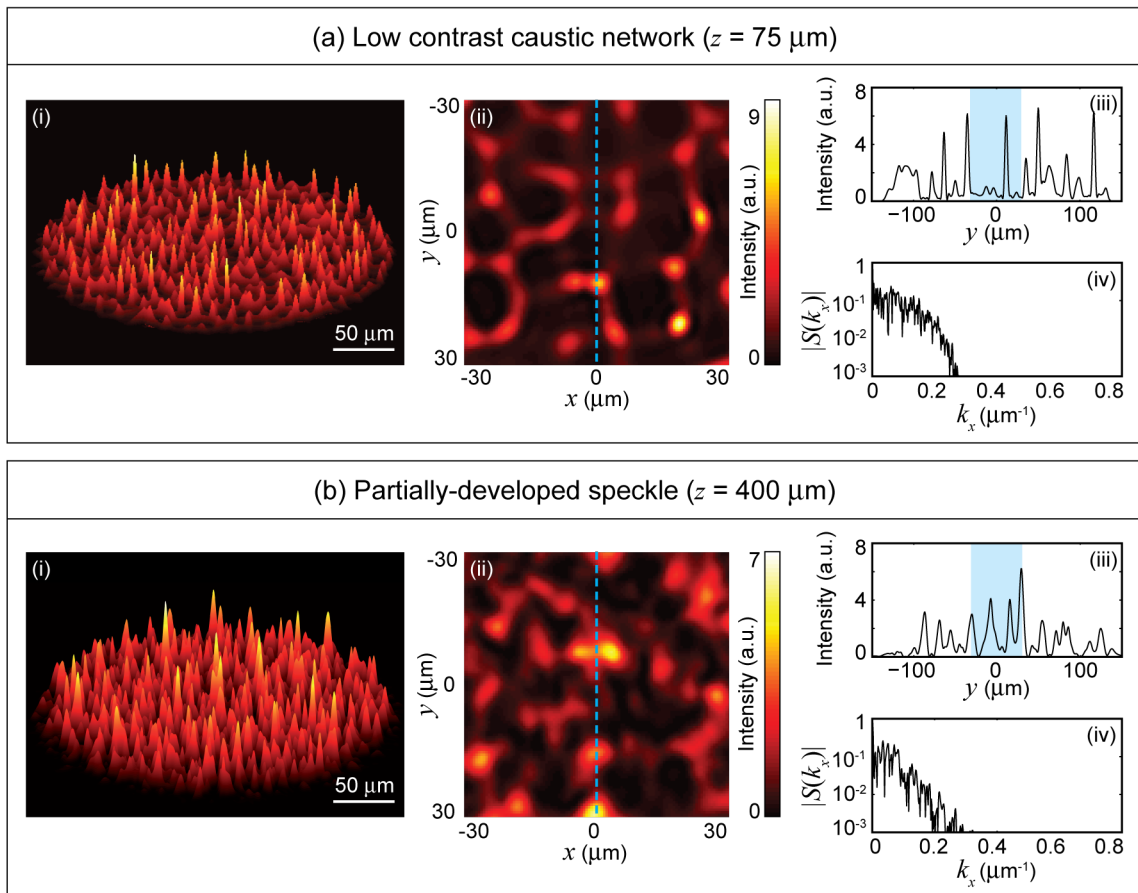 (a) Low contrast caustic network (z = 75 μm)
(i)
50 μm
(ii)
-30
0
30
y (μm)
-30
0
30
x (μm)
9
0
Intensity (a.u.)
(iii)
8
4
0
Intensity (a.u.)
−100
0
100
y (μm)
(iv)
1
10-1
10-2
10-3
|S(kx)|
0
0.2
0.4
0.6
0.8
kx (μm-1)
(b) Partially-developed speckle (z = 400 μm)
(i)
50 μm
(ii)
-30
0
30
y (μm)
-30
0
30
x (μm)
7
0
Intensity (a.u.)
(iii)
8
4
0
Intensity (a.u.)
−100
0
100
y (μm)
(iv)
1
10-1
10-2
10-3
|S(kx)|
0
0.2
0.4
0.6
0.8
kx (μm-1)